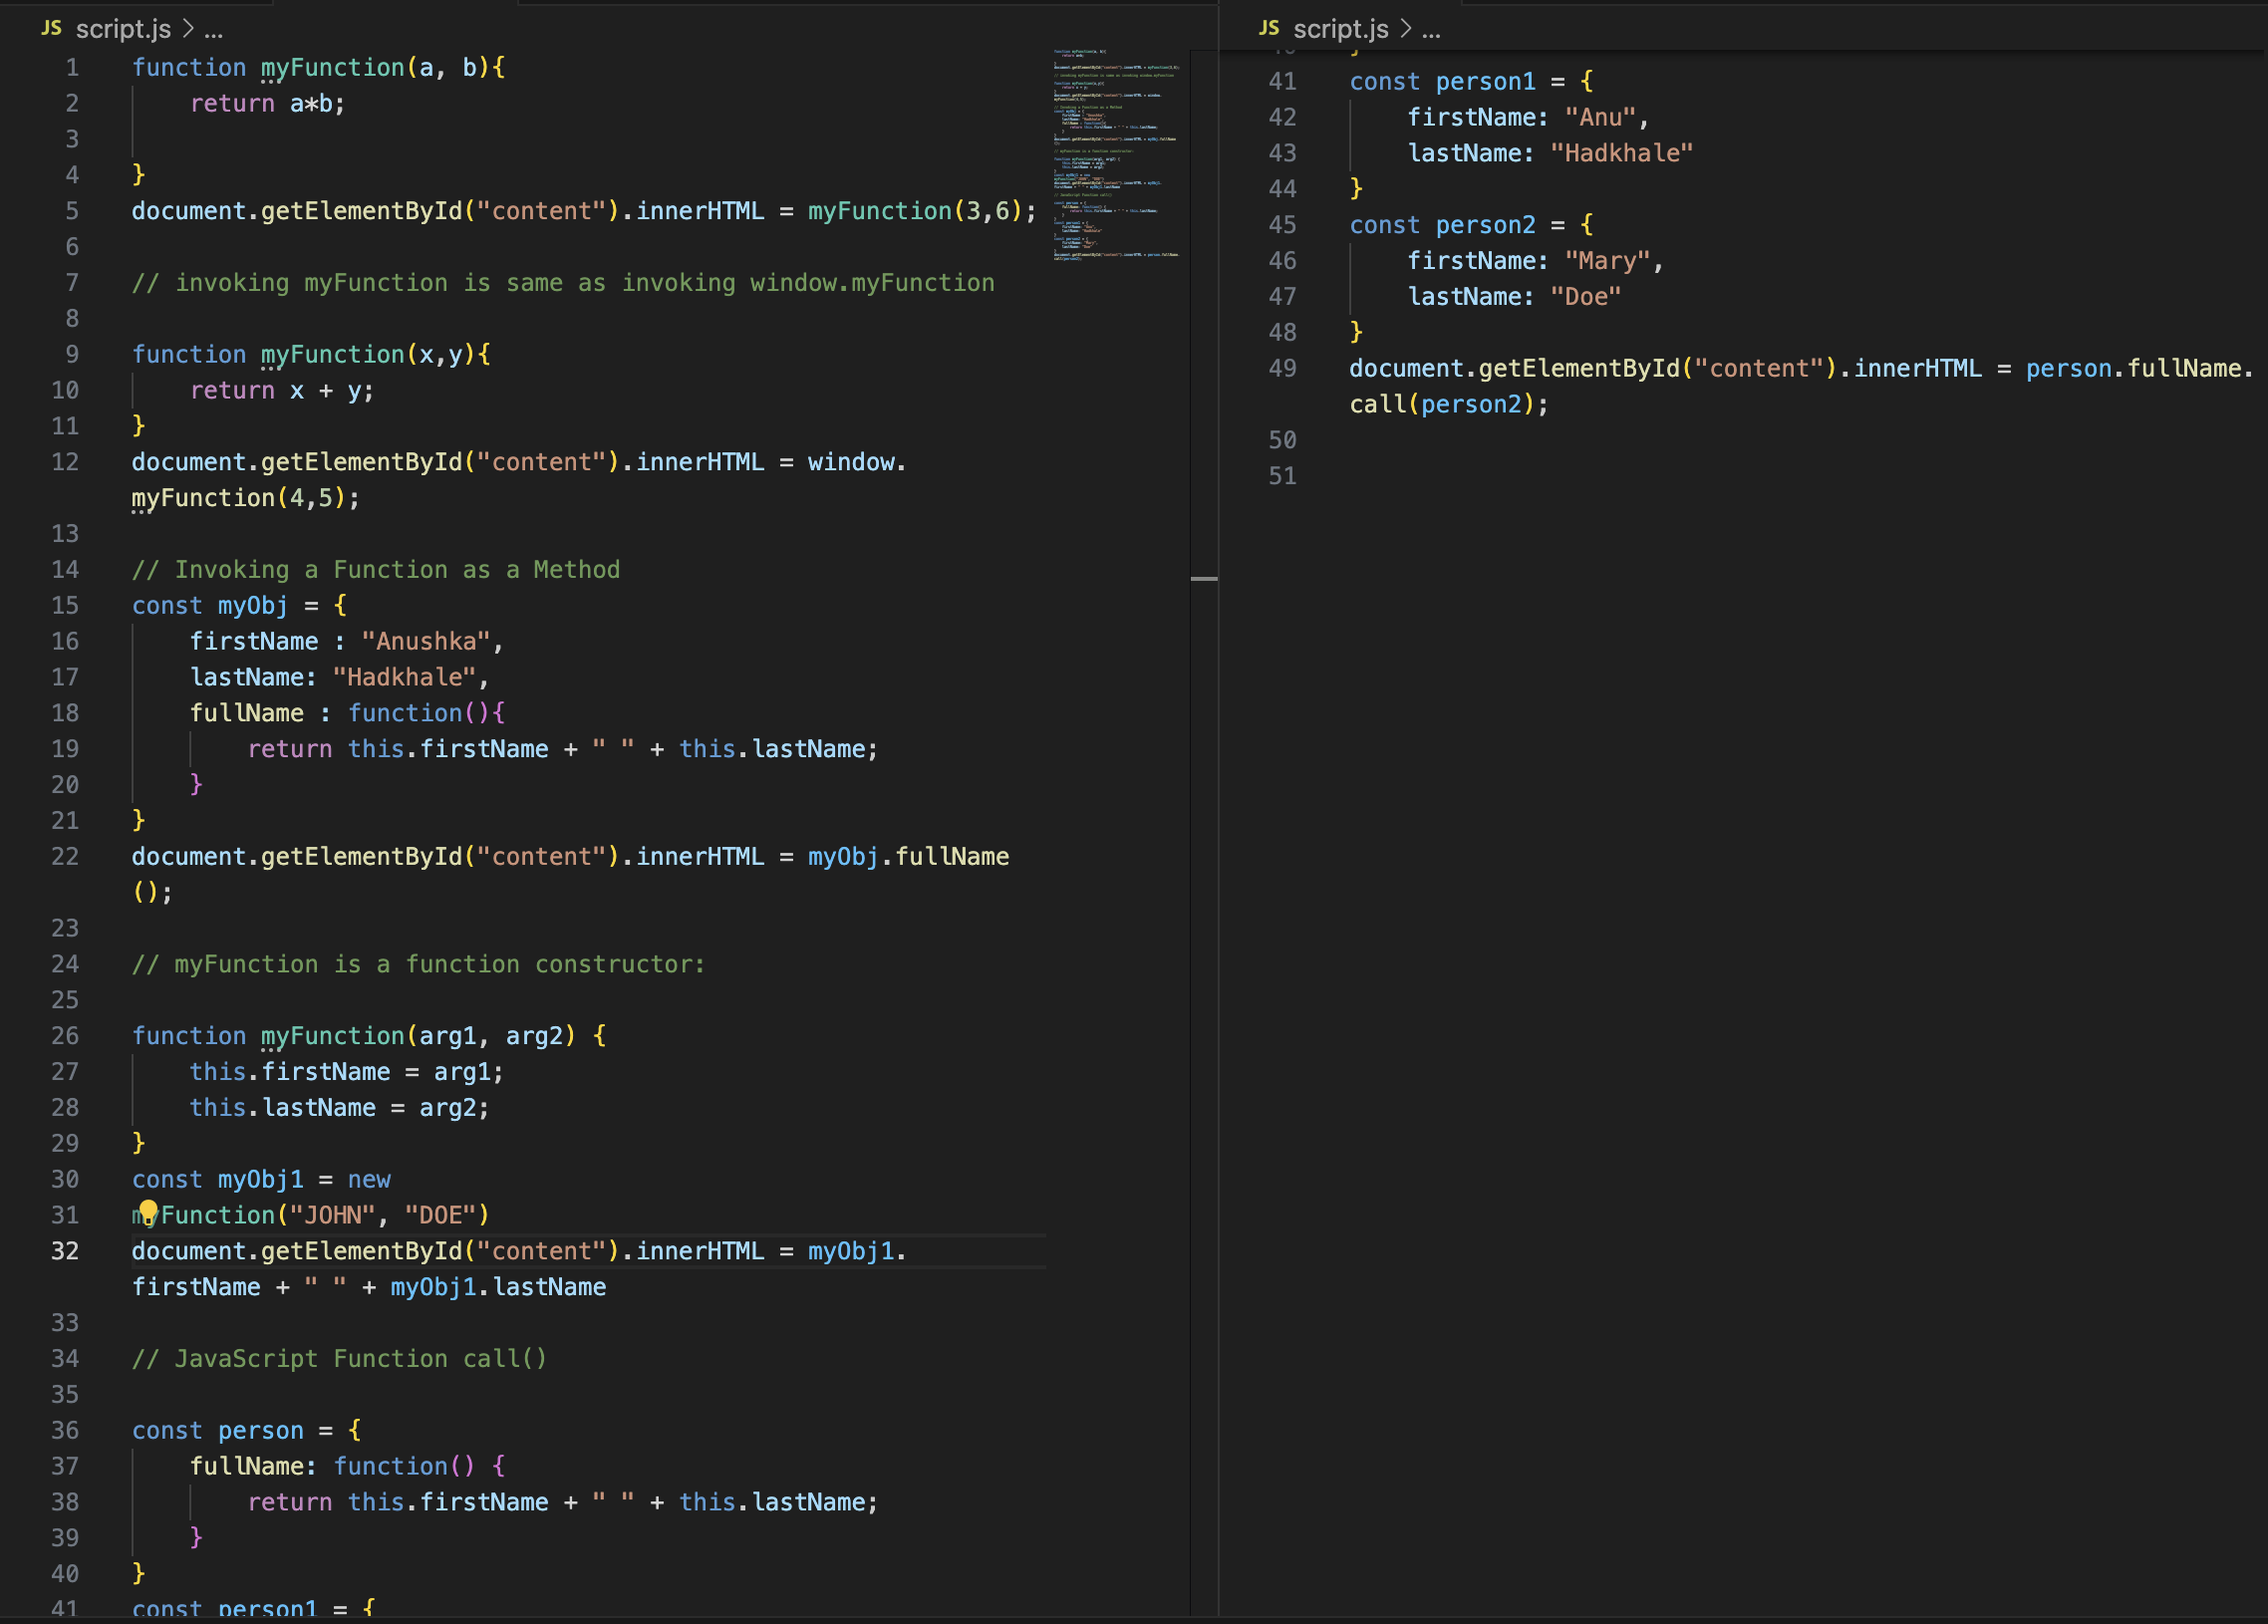 JS script.js > ...
1 function myFunction(a, b){
2     return a*b;
3
4 }
5 document.getElementById("content").innerHTML = myFunction(3,6);
6
7 // invoking myFunction is same as invoking window.myFunction
8
9 function myFunction(x,y){
10     return x + y;
11 }
12 document.getElementById("content").innerHTML = window.
myFunction(4,5);
13
14 // Invoking a Function as a Method
15 const myObj = {
16     firstName : "Anushka",
17     lastName: "Hadkhale",
18     fullName : function(){
19         return this.firstName + " " + this.lastName;
20     }
21 }
22 document.getElementById("content").innerHTML = myObj.fullName
();
23
24 // myFunction is a function constructor:
25
26 function myFunction(arg1, arg2) {
27     this.firstName = arg1;
28     this.lastName = arg2;
29 }
30 const myObj1 = new
31 myFunction("JOHN", "DOE")
32 document.getElementById("content").innerHTML = myObj1.
firstName + " " + myObj1.lastName
33
34 // JavaScript Function call()
35
36 const person = {
37     fullName: function() {
38         return this.firstName + " " + this.lastName;
39     }
40 }
41 const person1 = {
JS script.js > ...
40 }
41 const person1 = {
42     firstName: "Anu",
43     lastName: "Hadkhale"
44 }
45 const person2 = {
46     firstName: "Mary",
47     lastName: "Doe"
48 }
49 document.getElementById("content").innerHTML = person.fullName.
call(person2);
50
51